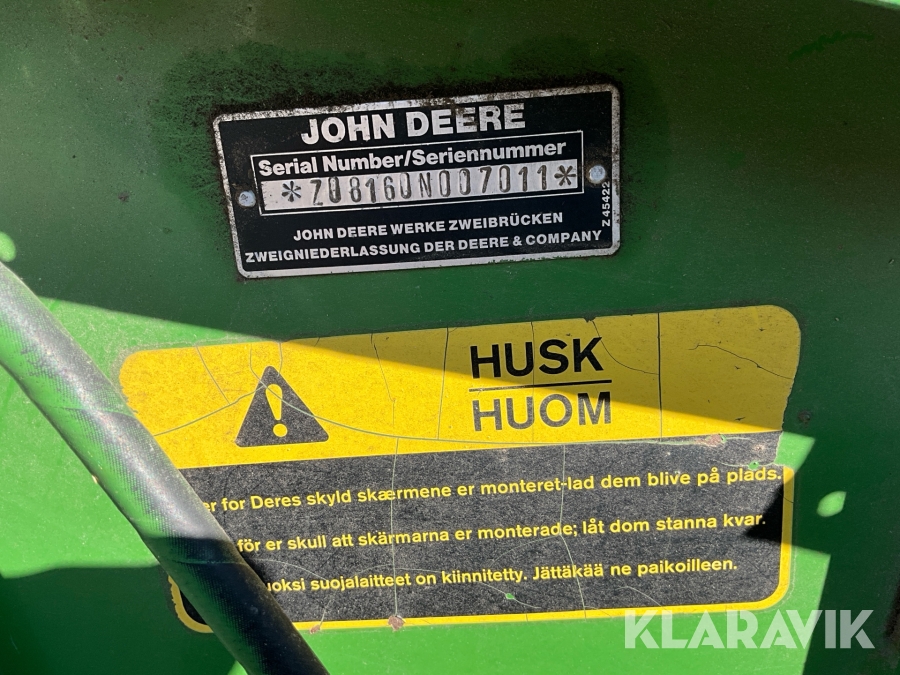 JOHN DEERE
Serial Number/Seriennummer
*Z08160N007011*
JOHN DEERE WERKE ZWEIBRÜCKEN
ZWEIGNIEDERLASSUNG DER DEERE & COMPANY
Z 45422
HUSK
HUOM
for Deres skyld skærmene er monteret-lad dem blive på plads.
för er skull att skärmarna er monterade; låt dom stanna kvar.
suojalaitteet on kiinnitetty. Jättäkää ne paikoilleen.
KLARAVIK